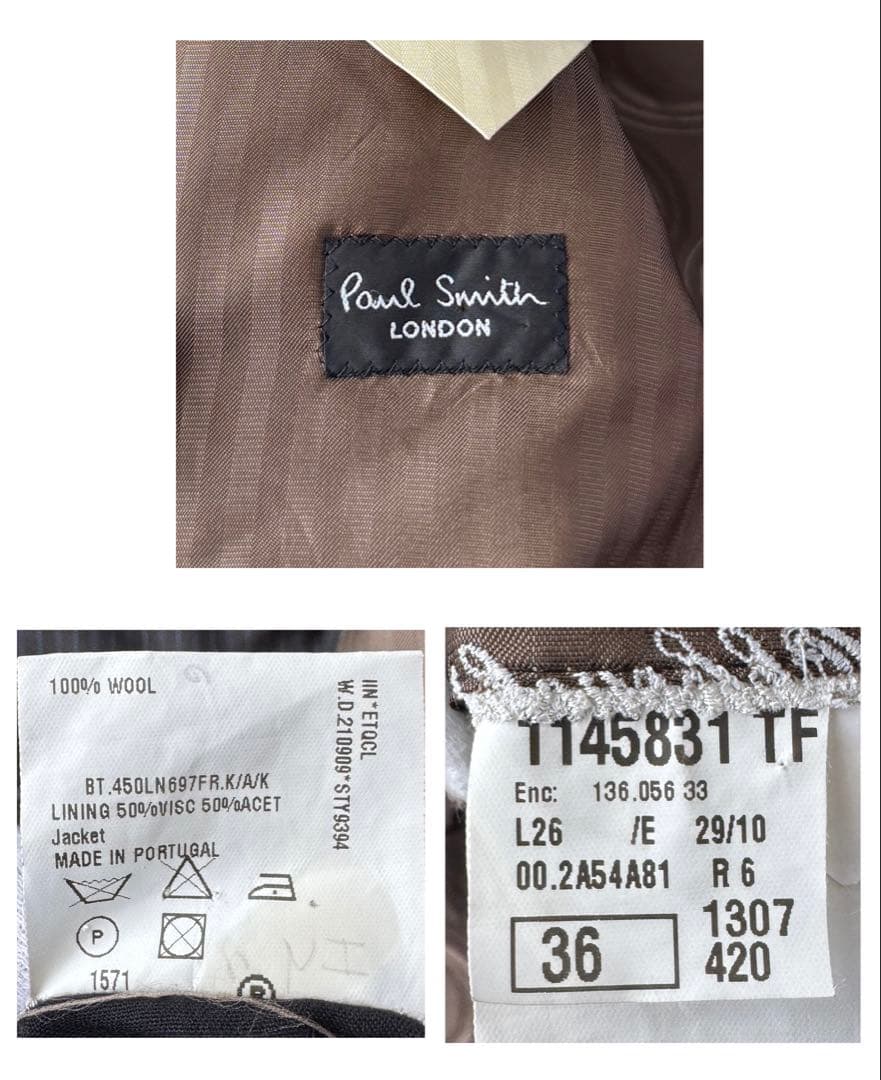 Paul Smith
LONDON
100% WOOL
BT.450LN697FR.K/A/K
LINING 50%VISC 50%ACET
Jacket
MADE IN PORTUGAL
P
1571
R
IIN*ETQCL
W.D.210909*STY9394
1145831 TF
Enc: 136.056 33
L26 /E 29/10
00.2A54A81 R 6
36
1307
420